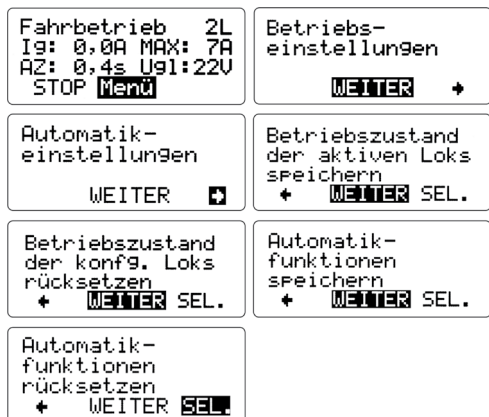 Fahrbetrieb 2L
Ig: 0,0A MAX: 7A
AZ: 0,4s Ugl:22V
STOP Menü
Betriebs-
einstellungen
WEITER →
Automatik-
einstellungen
WEITER →
Betriebszustand
der aktiven Loks
speichern
← WEITER SEL.
Betriebszustand
der konfg. Loks
rücksetzen
← WEITER SEL.
Automatik-
funktionen
speichern
← WEITER SEL.
Automatik-
funktionen
rücksetzen
← WEITER SEL.